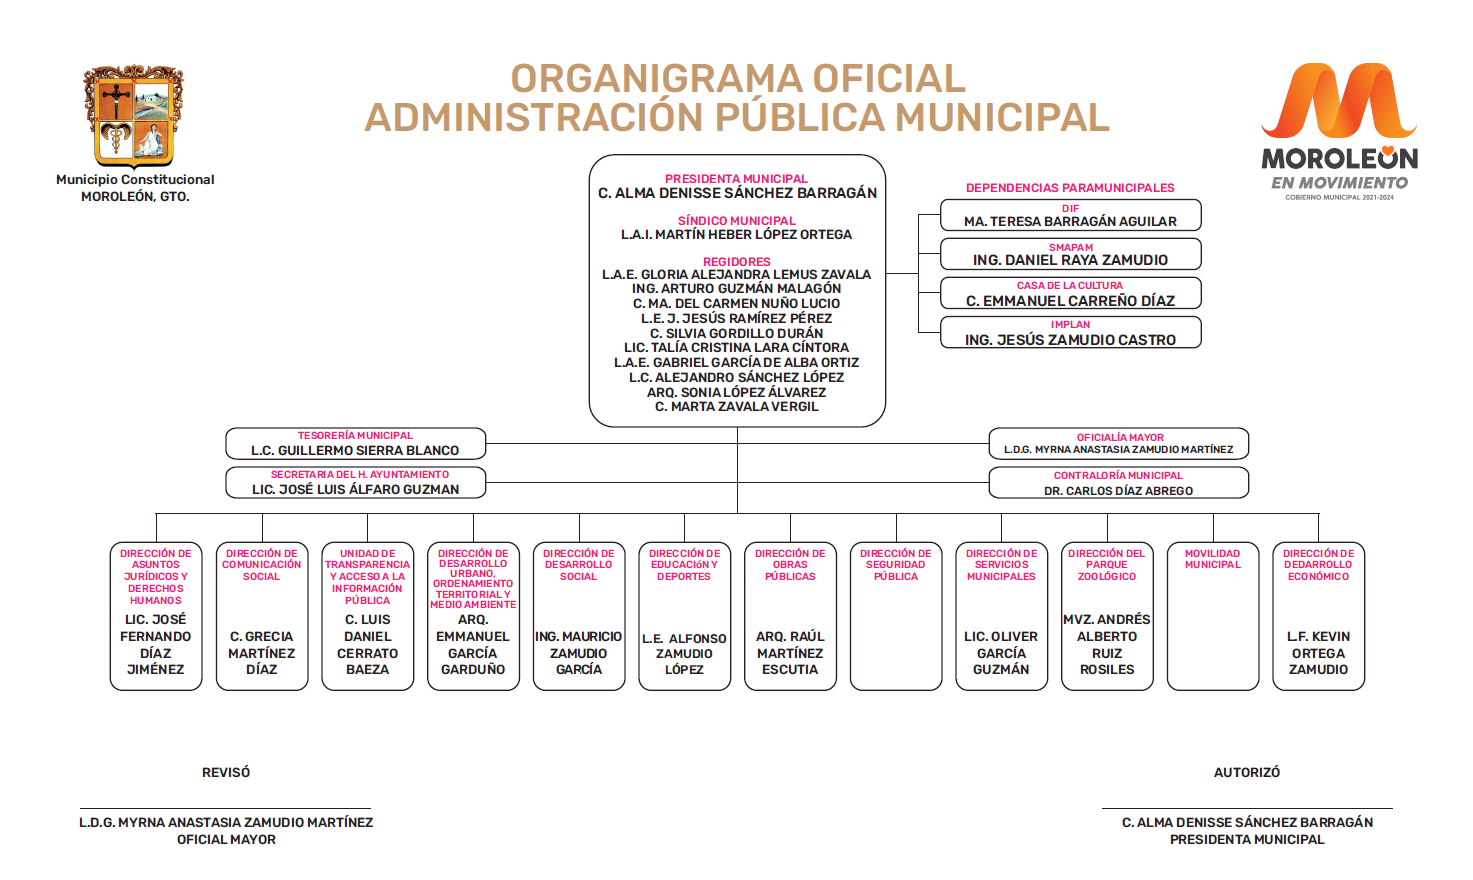 ORGANIGRAMA OFICIAL
ADMINISTRACIÓN PÚBLICA MUNICIPAL
Municipio Constitucional
MOROLEÓN, GTO.
MOROLEÓN
EN MOVIMIENTO
GOBIERNO MUNICIPAL 2021-2024
PRESIDENTA MUNICIPAL
C. ALMA DENISSE SÁNCHEZ BARRAGÁN
SÍNDICO MUNICIPAL
L.A.I. MARTÍN HEBER LÓPEZ ORTEGA
REGIDORES
L.A.E. GLORIA ALEJANDRA LEMUS ZAVALA
ING. ARTURO GUZMÁN MALAGÓN
C. MA. DEL CARMEN NUÑO LUCIO
L.E. J. JESÚS RAMÍREZ PÉREZ
C. SILVIA GORDILLO DURÁN
LIC. TALÍA CRISTINA LARA CÍNTORA
L.A.E. GABRIEL GARCÍA DE ALBA ORTIZ
L.C. ALEJANDRO SÁNCHEZ LÓPEZ
ARQ. SONIA LÓPEZ ÁLVAREZ
C. MARTA ZAVALA VERGIL
DEPENDENCIAS PARAMUNICIPALES
DIF
MA. TERESA BARRAGÁN AGUILAR
SMAPAM
ING. DANIEL RAYA ZAMUDIO
CASA DE LA CULTURA
C. EMMANUEL CARREÑO DÍAZ
IMPLAN
ING. JESÚS ZAMUDIO CASTRO
TESORERÍA MUNICIPAL
L.C. GUILLERMO SIERRA BLANCO
SECRETARIA DEL H. AYUNTAMIENTO
LIC. JOSÉ LUIS ÁLFARO GUZMAN
OFICIALÍA MAYOR
L.D.G. MYRNA ANASTASIA ZAMUDIO MARTÍNEZ
CONTRALORÍA MUNICIPAL
DR. CARLOS DÍAZ ABREGO
DIRECCIÓN DE
ASUNTOS
JURÍDICOS Y
DERECHOS
HUMANOS
LIC. JOSÉ
FERNANDO
DÍAZ
JIMÉNEZ
DIRECCIÓN DE
COMUNICACIÓN
SOCIAL
C. GRECIA
MARTÍNEZ
DÍAZ
UNIDAD DE
TRANSPARENCIA
Y ACCESO A LA
INFORMACIÓN
PÚBLICA
C. LUIS
DANIEL
CERRATO
BAEZA
DIRECCIÓN DE
DESARROLLO
URBANO,
ORDENAMIENTO
TERRITORIAL Y
MEDIO AMBIENTE
ARQ.
EMMANUEL
GARCÍA
GARDUÑO
DIRECCIÓN DE
DESARROLLO
SOCIAL
ING. MAURICIO
ZAMUDIO
GARCÍA
DIRECCIÓN DE
EDUCACIóN Y
DEPORTES
L.E. ALFONSO
ZAMUDIO
LÓPEZ
DIRECCIÓN DE
OBRAS
PÚBLICAS
ARQ. RAÚL
MARTÍNEZ
ESCUTIA
DIRECCIÓN DE
SEGURIDAD
PÚBLICA
DIRECCIÓN DE
SERVICIOS
MUNICIPALES
LIC. OLIVER
GARCÍA
GUZMÁN
DIRECCIÓN DEL
PARQUE
ZOOLÓGICO
MVZ. ANDRÉS
ALBERTO
RUIZ
ROSILES
MOVILIDAD
MUNICIPAL
DIRECCIÓN DE
DEDARROLLO
ECONÓMICO
L.F. KEVIN
ORTEGA
ZAMUDIO
REVISÓ
L.D.G. MYRNA ANASTASIA ZAMUDIO MARTÍNEZ
OFICIAL MAYOR
AUTORIZÓ
C. ALMA DENISSE SÁNCHEZ BARRAGÁN
PRESIDENTA MUNICIPAL